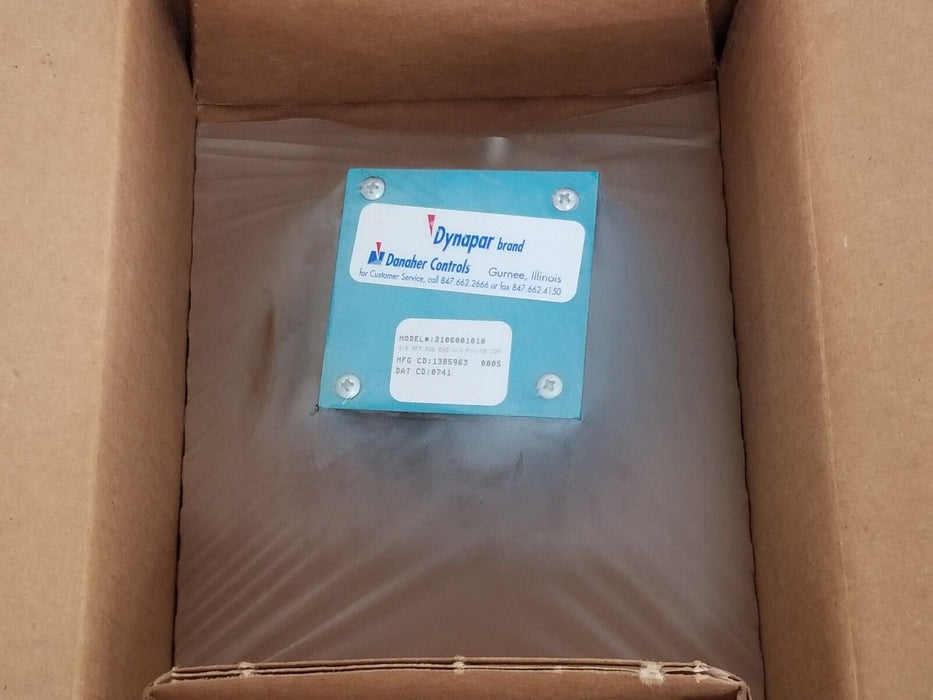 Dynapar brand
Danaher Controls Gurnee, Illinois
for Customer Service, call 847.662.2666 or fax 847.662.4150
MODEL#:2106001010
MFG CD:1385963 0005
DAT CD:0741